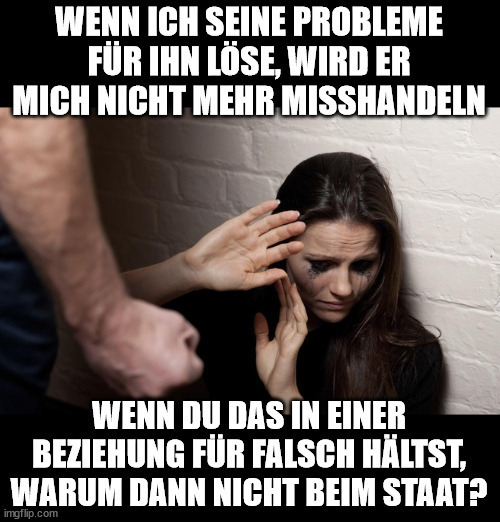 WENN ICH SEINE PROBLEME
FÜR IHN LÖSE, WIRD ER
MICH NICHT MEHR MISSHANDELN
WENN DU DAS IN EINER
BEZIEHUNG FÜR FALSCH HÄLTST,
WARUM DANN NICHT BEIM STAAT?
imgflip.com